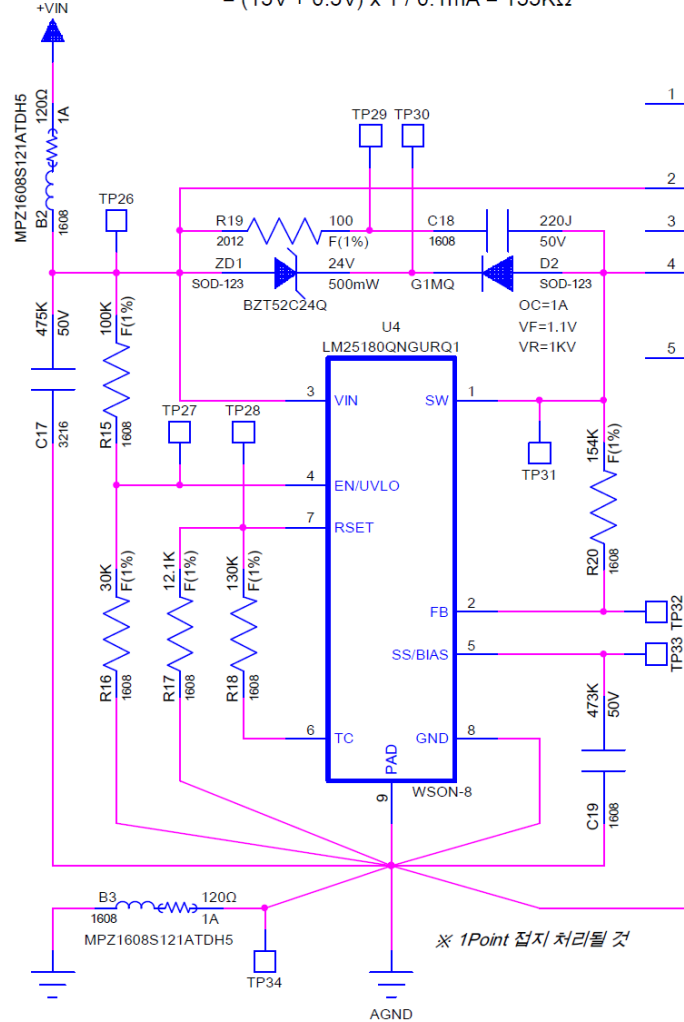 = (15V + 0.5V) x 1 / 0.1mA = 155KΩ
+VIN
MPZ1608S121ATDH5
120Ω
1A
B2
1608
TP26
TP29
TP30
1
2
3
4
5
R19
2012
100
F(1%)
C18
1608
220J
50V
ZD1
SOD-123
24V
500mW
BZT52C24Q
G1MQ
D2
SOD-123
OC=1A
VF=1.1V
VR=1KV
475K
50V
C17
3216
100K
F(1%)
R15
1608
U4
LM25180QNGURQ1
TP27
TP28
3
VIN
SW
1
4
EN/UVLO
7
RSET
FB
2
SS/BIAS
5
6
TC
GND
8
PAD
9
WSON-8
TP31
154K
F(1%)
R20
1608
TP32
TP33
30K
F(1%)
R16
1608
12.1K
F(1%)
R17
1608
130K
F(1%)
R18
1608
473K
50V
C19
1608
B3
1608
120Ω
1A
MPZ1608S121ATDH5
TP34
※ 1Point 접지 처리될 것
AGND